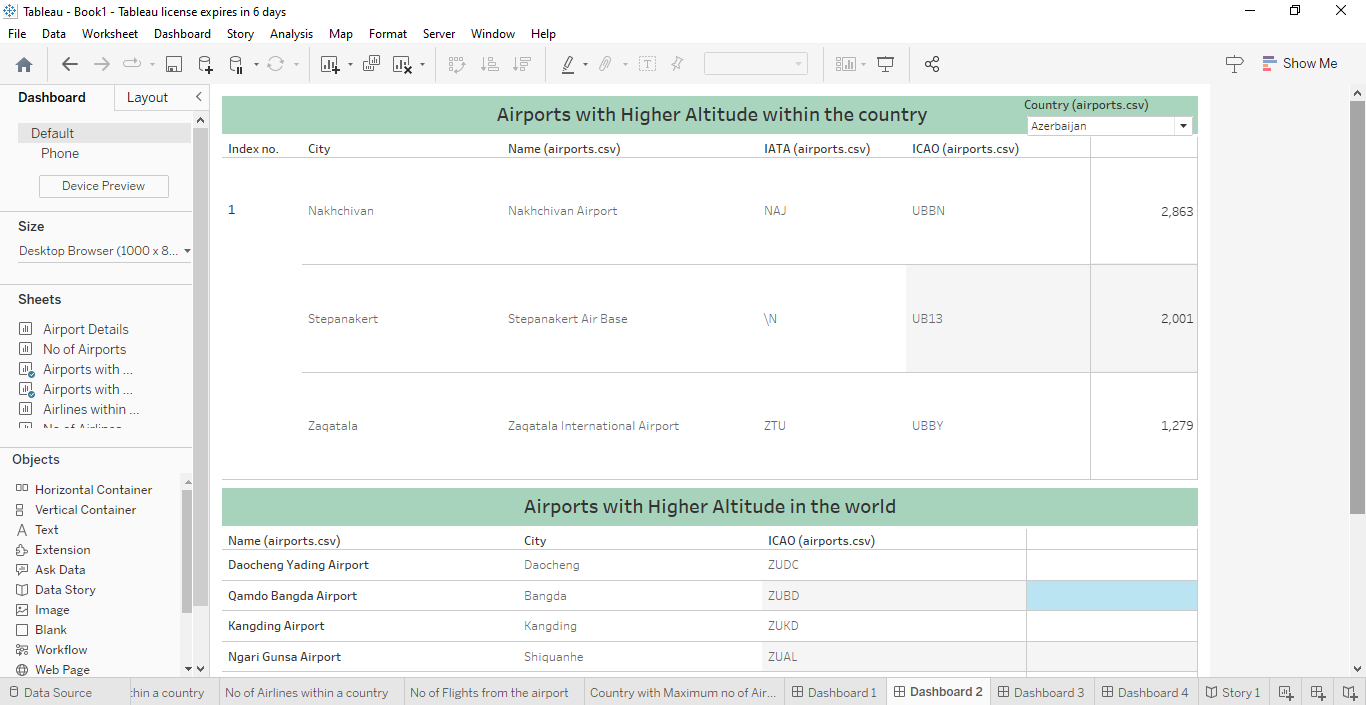 Tableau - Book1 - Tableau license expires in 6 days
File Data Worksheet Dashboard Story Analysis Map Format Server Window Help
Show Me
Dashboard Layout
Default
Phone
Device Preview
Size
Desktop Browser (1000 x 8...
Sheets
Airport Details
No of Airports
Airports with ...
Airports with ...
Airlines within ...
No of Airlines
Objects
Horizontal Container
Vertical Container
Text
Extension
Ask Data
Data Story
Image
Blank
Workflow
Web Page
Airports with Higher Altitude within the country
Country (airports.csv)
Azerbaijan
Index no. City Name (airports.csv) IATA (airports.csv) ICAO (airports.csv)
1 Nakhchivan Nakhchivan Airport NAJ UBBN 2,863
Stepanakert Stepanakert Air Base \N UB13 2,001
Zaqatala Zaqatala International Airport ZTU UBBY 1,279
Airports with Higher Altitude in the world
Name (airports.csv) City ICAO (airports.csv)
Daocheng Yading Airport Daocheng ZUDC
Qamdo Bangda Airport Bangda ZUBD
Kangding Airport Kangding ZUKD
Ngari Gunsa Airport Shiquanhe ZUAL
Data Source thin a country No of Airlines within a country No of Flights from the airport Country with Maximum no of Air... Dashboard 1 Dashboard 2 Dashboard 3 Dashboard 4 Story 1